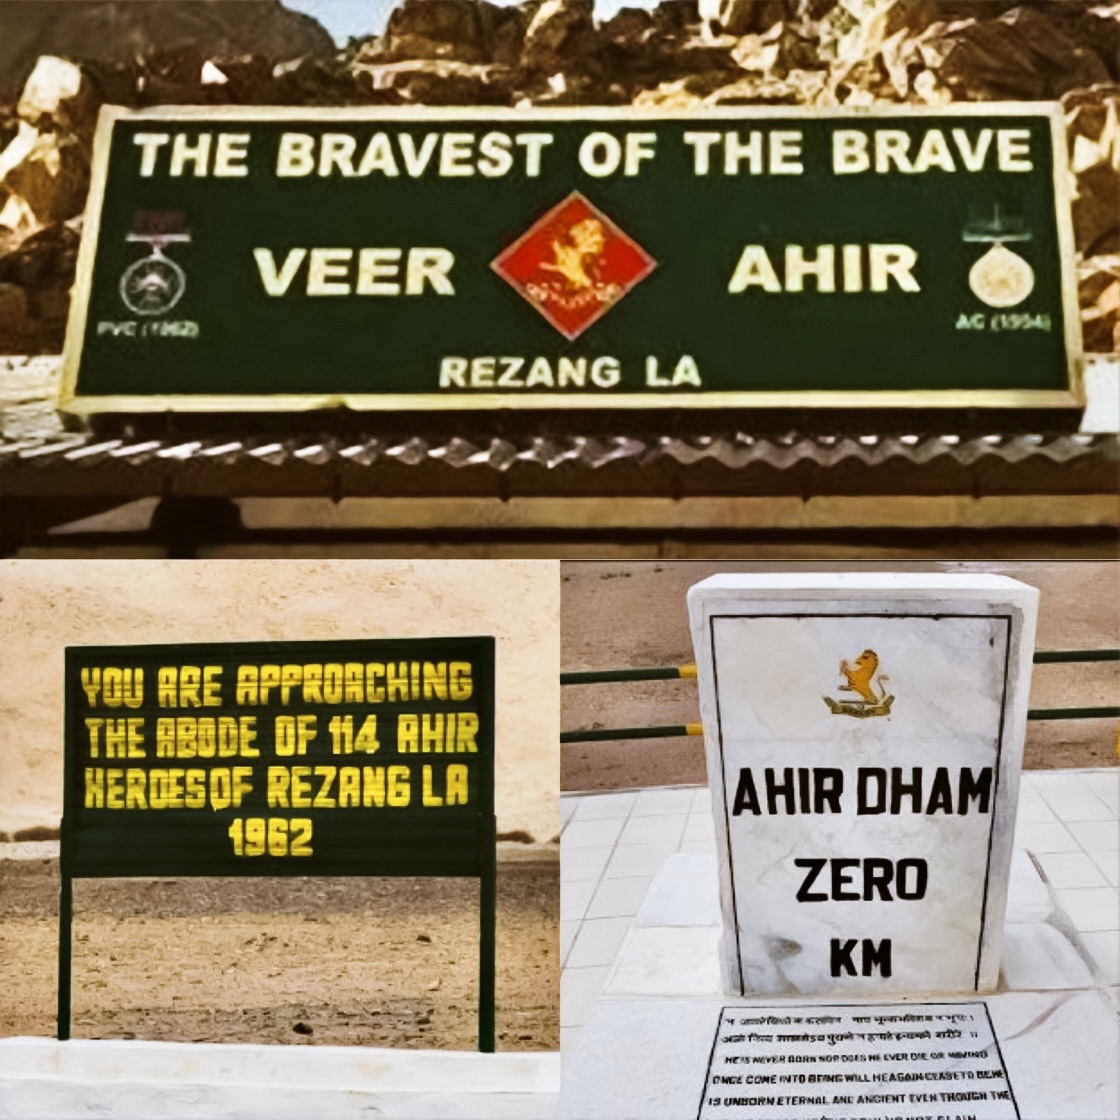 THE BRAVEST OF THE BRAVE
VEER AHIR
PVC (1962) AC (1994)
REZANG LA
YOU ARE APPROACHING
THE ABODE OF 114 AHIR
HEROES OF REZANG LA
1962
AHIR DHAM
ZERO
KM
HE IS NEVER BORN NOR DOES HE EVER DIE OR HAVING
ONCE COME INTO BEING WILL HE AGAIN CEASE TO BE. HE
IS UNBORN ETERNAL AND ANCIENT EVEN THOUGH THE